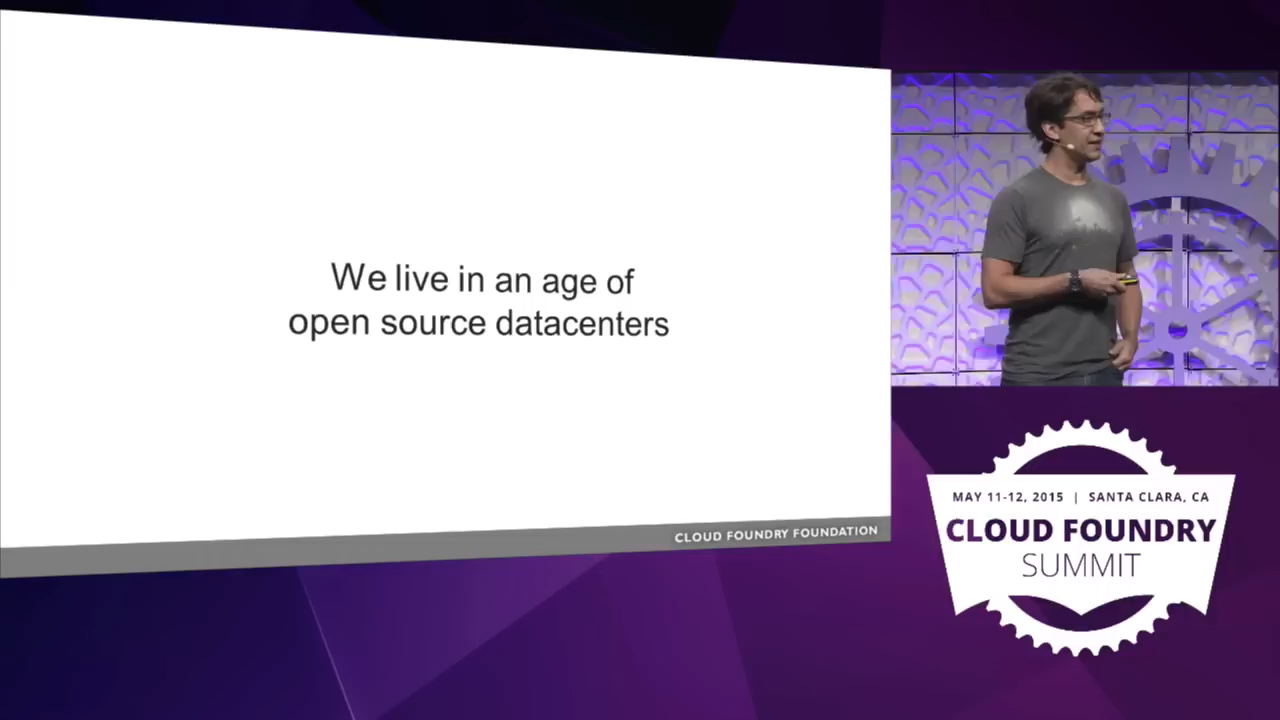 We live in an age of
open source datacenters
CLOUD FOUNDRY FOUNDATION
MAY 11-12, 2015 | SANTA CLARA, CA
CLOUD FOUNDRY
SUMMIT